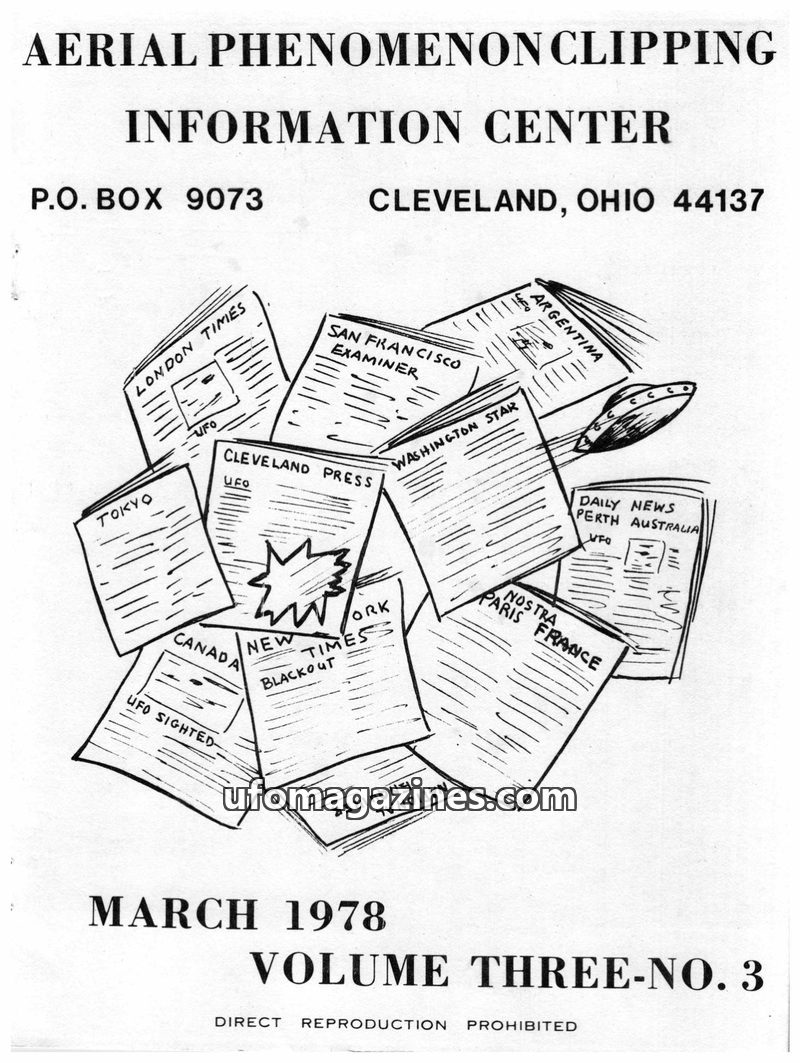 AERIAL PHENOMENON CLIPPING
INFORMATION CENTER
P.O. BOX 9073 CLEVELAND, OHIO 44137
LONDON TIMES
UFO
SAN FRANCISCO
EXAMINER
UFO
ARGENTINA
TOKYO
CLEVELAND PRESS
UFO
WASHINGTON STAR
DAILY NEWS
PERTH AUSTRALIA
UFO
CANADA
UFO SIGHTED
NEW YORK
TIMES
BLACKOUT
NOSTRA
PARIS FRANCE
ufomagazines.com
MARCH 1978
VOLUME THREE-NO. 3
DIRECT REPRODUCTION PROHIBITED